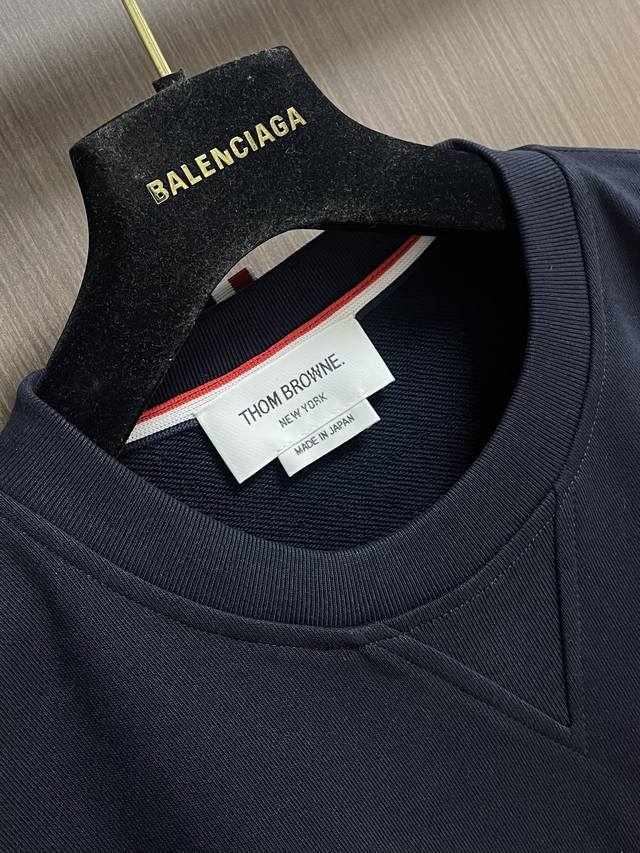 BALENCIAGA
THOM BROWNE.
NEW YORK
MADE IN JAPAN